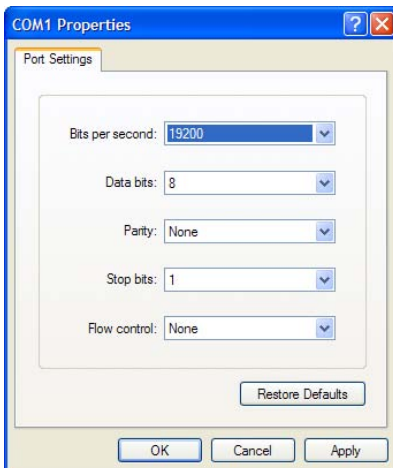 COM1 Properties
Port Settings
Bits per second: 19200
Data bits: 8
Parity: None
Stop bits: 1
Flow control: None
Restore Defaults
OK Cancel Apply